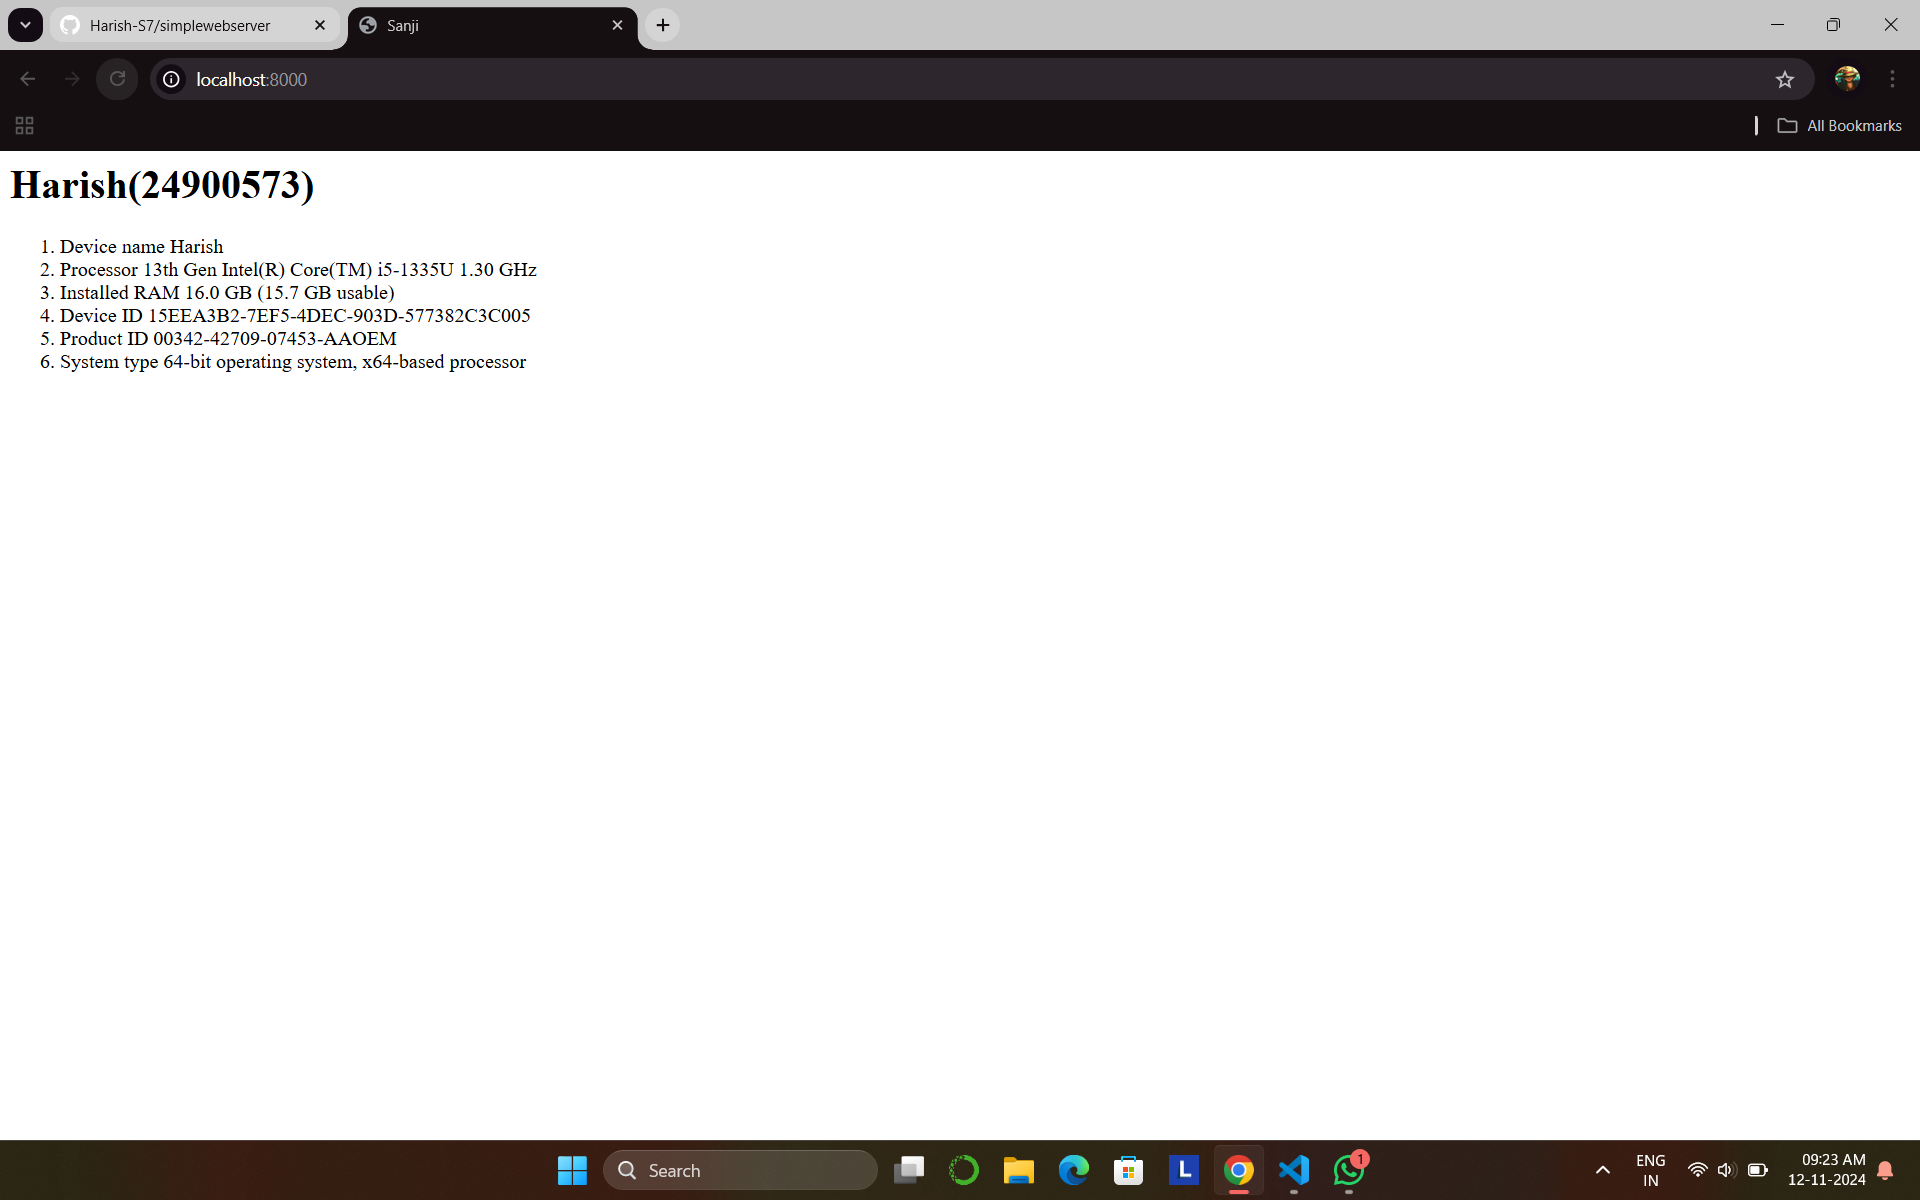 Harish-S7/simplewebserver
Sanji
localhost:8000
All Bookmarks
Harish(24900573)
1. Device name Harish
2. Processor 13th Gen Intel(R) Core(TM) i5-1335U 1.30 GHz
3. Installed RAM 16.0 GB (15.7 GB usable)
4. Device ID 15EEA3B2-7EF5-4DEC-903D-577382C3C005
5. Product ID 00342-42709-07453-AAOEM
6. System type 64-bit operating system, x64-based processor
Search
L
1
ENG
IN
09:23 AM
12-11-2024